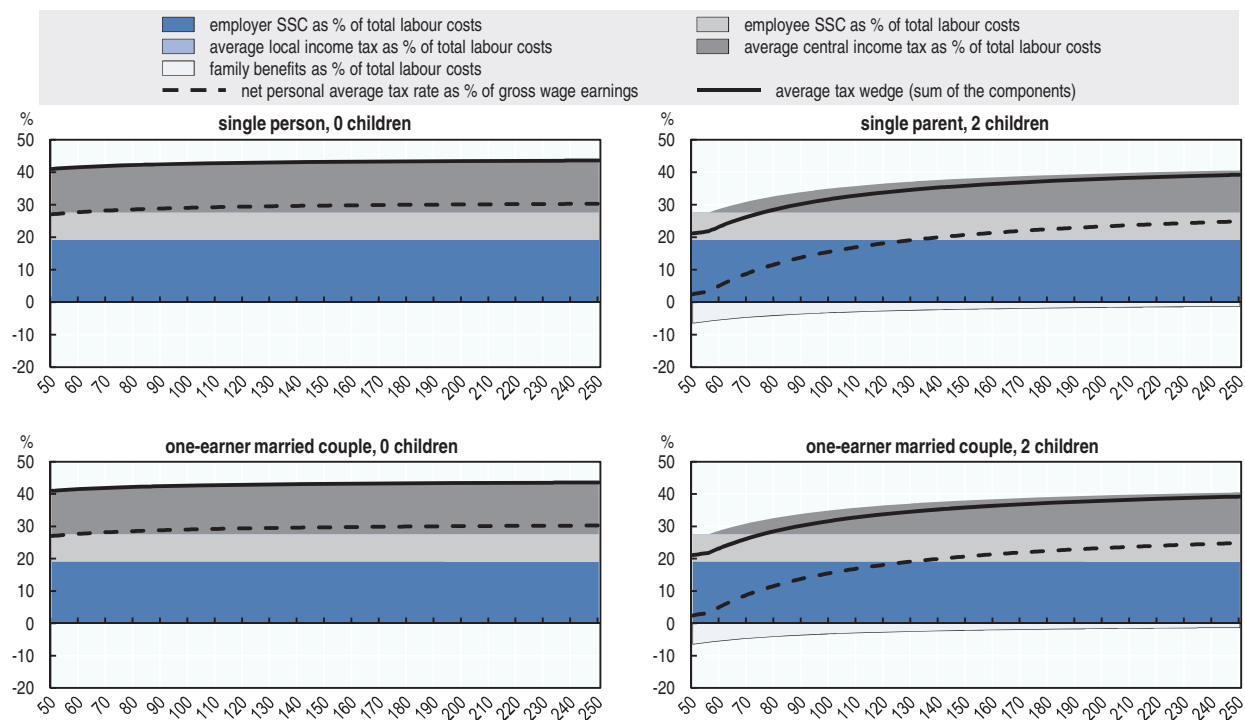 employer SSC as % of total labour costs employee SSC as % of total labour costs
average local income tax as % of total labour costs average central income tax as % of total labour costs
family benefits as % of total labour costs
net personal average tax rate as % of gross wage earnings average tax wedge (sum of the components)
% single person, 0 children % single parent, 2 children
50 50
40 40
30 30
20 20
10 10
0 0
-10 -10
-20 -20
50 60 70 80 90 100 110 120 130 140 150 160 170 180 190 200 210 220 230 240 250 50 60 70 80 90 100 110 120 130 140 150 160 170 180 190 200 210 220 230 240 250
% one-earner married couple, 0 children % one-earner married couple, 2 children
50 50
40 40
30 30
20 20
10 10
0 0
-10 -10
-20 -20
50 60 70 80 90 100 110 120 130 140 150 160 170 180 190 200 210 220 230 240 250 50 60 70 80 90 100 110 120 130 140 150 160 170 180 190 200 210 220 230 240 250